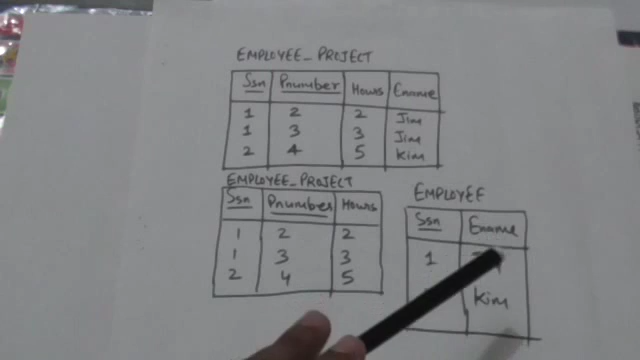 EMPLOYEE_PROJECT
Ssn Pnumber Hours Ename
1 2 2 Jim
1 3 3 Jim
2 4 5 Kim
EMPLOYEE_PROJECT
Ssn Pnumber Hours
1 2 2
1 3 3
2 4 5
EMPLOYEE
Ssn Ename
1
Kim